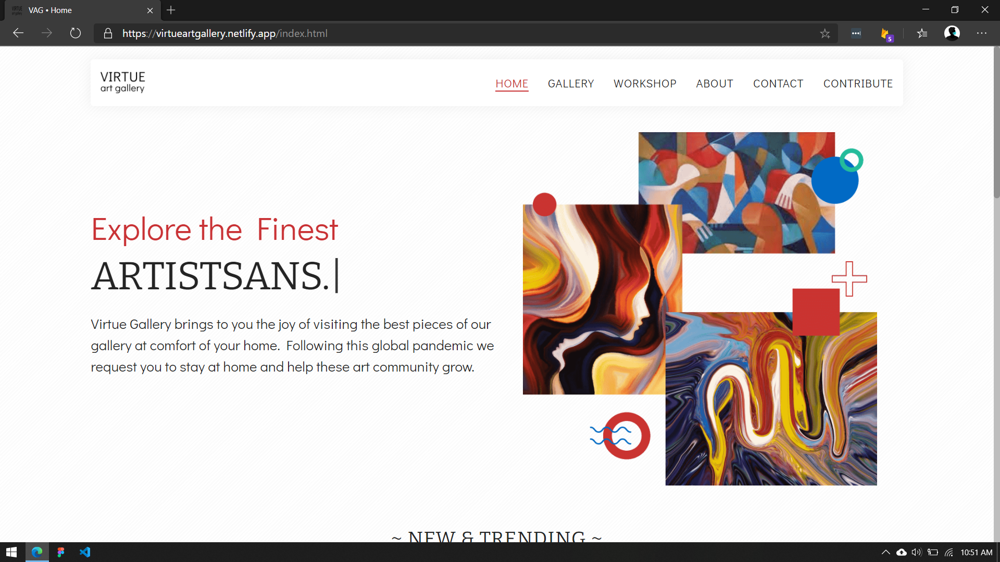 VAG • Home
https://virtueartgallery.netlify.app/index.html
5
VIRTUE
art gallery
HOME GALLERY WORKSHOP ABOUT CONTACT CONTRIBUTE
Explore the Finest
ARTISTSANS.|
Virtue Gallery brings to you the joy of visiting the best pieces of our
gallery at comfort of your home. Following this global pandemic we
request you to stay at home and help these art community grow.
~ NEW & TRENDING ~
10:51 AM